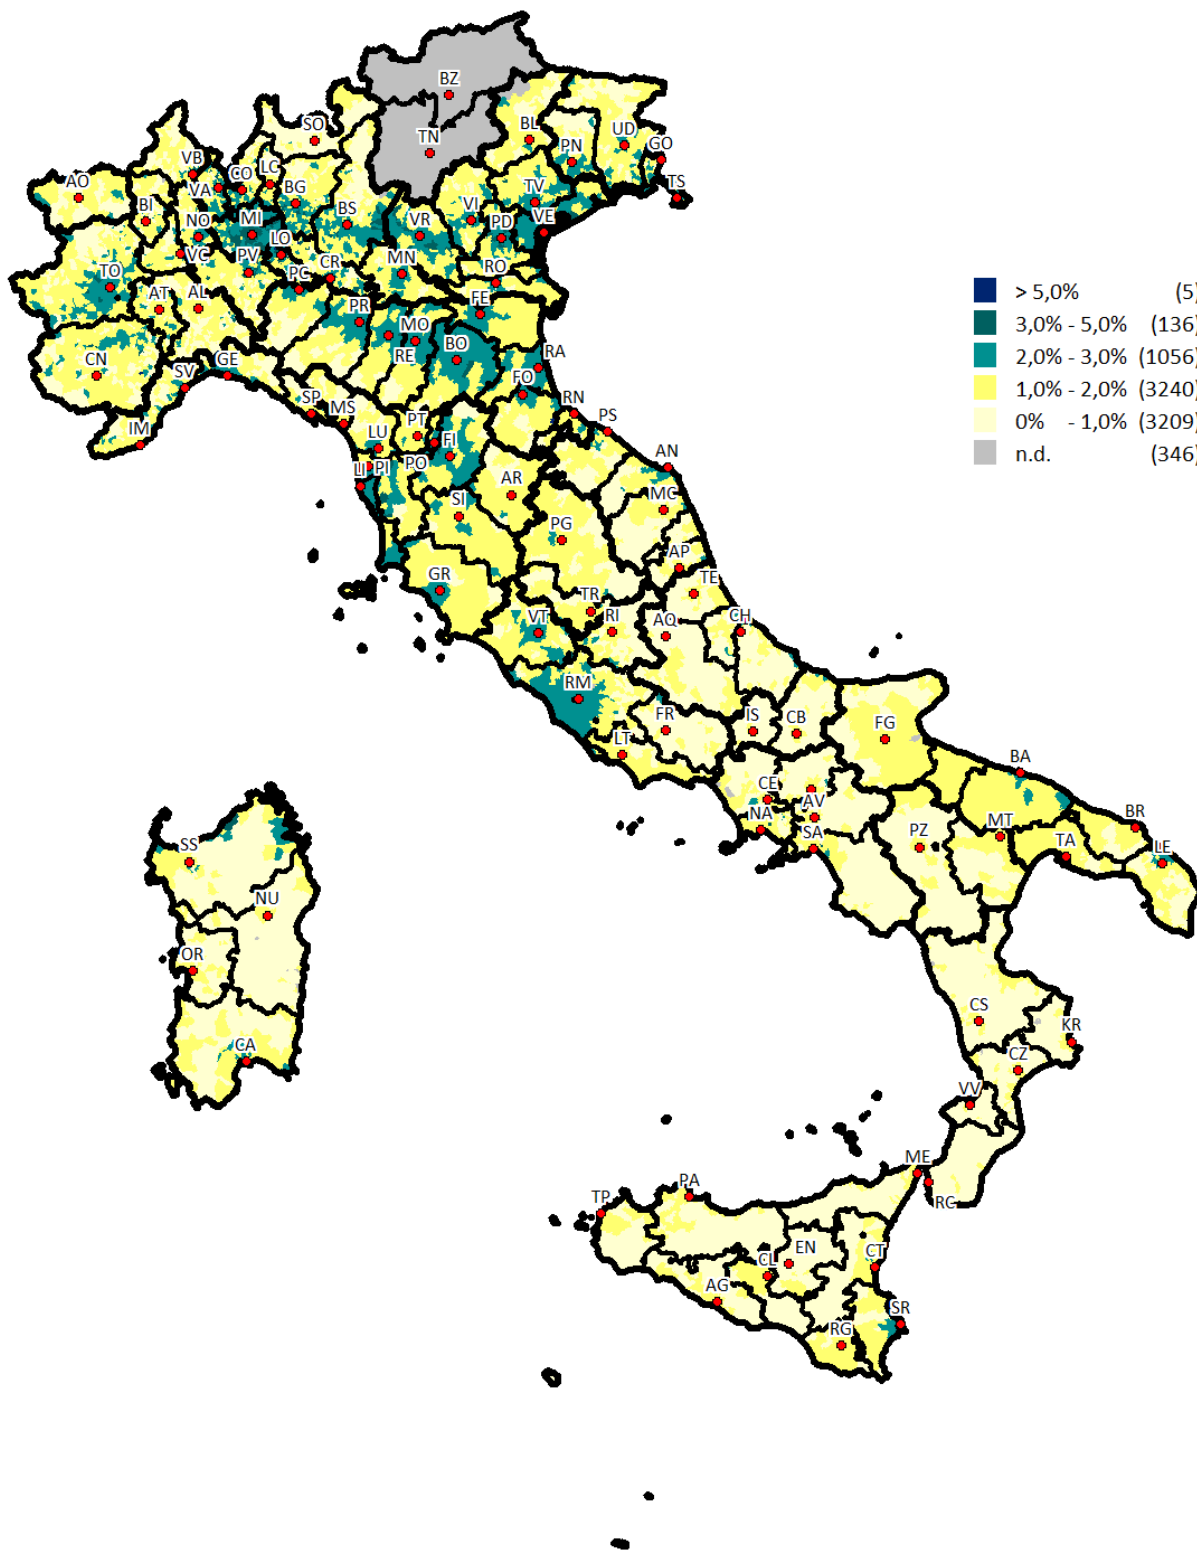 BZ
SO
TN
BL
UD
PN
GO
VB
CO
LC
AO
VA
BG
TV
TS
BI
BS
VI
NO
MI
VR
PD
VE
LO
VC
PV
CR
MN
TO
PC
RO
AT
AL
FE
PR
MO
BO
RA
CN
GE
RE
SV
FO
SP
RN
MS
PT
PS
IM
LU
FI
LI
PI
PO
AN
AR
SI
MC
PG
AP
GR
TE
TR
VT
RI
AQ
CH
RM
FR
IS
CB
FG
LT
BA
CE
AV
NA
BR
SA
PZ
MT
TA
LE
SS
NU
OR
CS
KR
CA
CZ
VV
ME
PA
RC
TP
EN
CL
CT
AG
SR
RG
> 5,0% (5)
3,0% - 5,0% (136)
2,0% - 3,0% (1056)
1,0% - 2,0% (3240)
0% - 1,0% (3209)
n.d. (346)